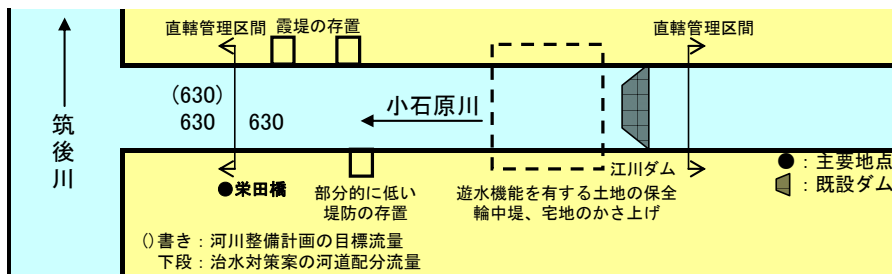 直轄管理区間
霞堤の存置
直轄管理区間
(630)
630
630
小石原川
筑後川
●栄田橋
部分的に低い
堤防の存置
江川ダム
遊水機能を有する土地の保全
輪中堤、宅地のかさ上げ
●：主要地点
：既設ダム
()書き：河川整備計画の目標流量
下段：治水対策案の河道配分流量